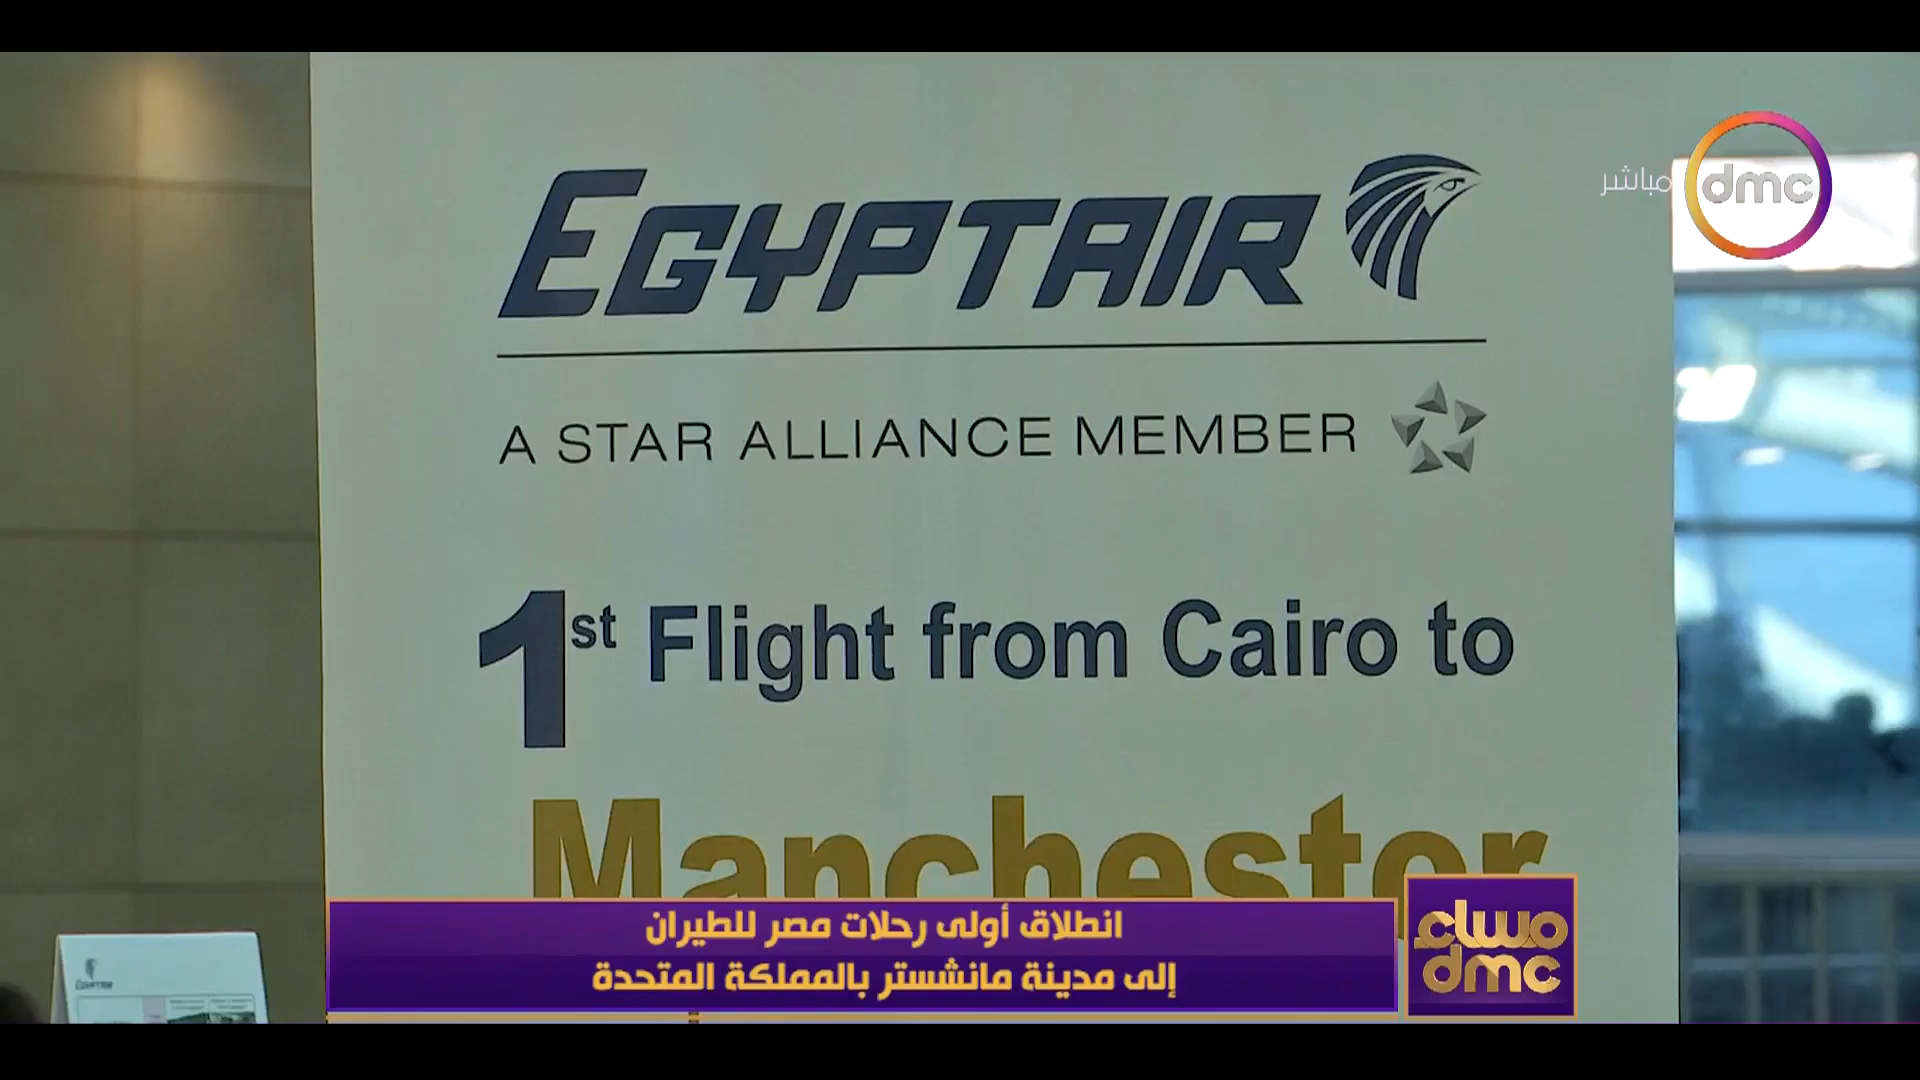 EGYPTAIR
A STAR ALLIANCE MEMBER
مباشر dmc
1st Flight from Cairo to
Manchester
انطلاق أولى رحلات مصر للطيران
إلى مدينة مانشستر بالمملكة المتحدة
مساء
dmc
EGYPTAIR